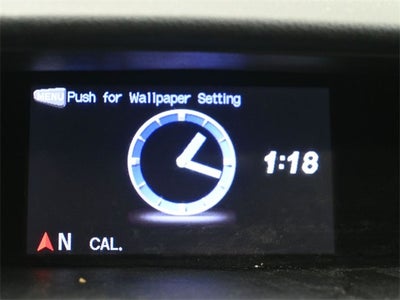 MENU Push for Wallpaper Setting
1:18
N CAL.